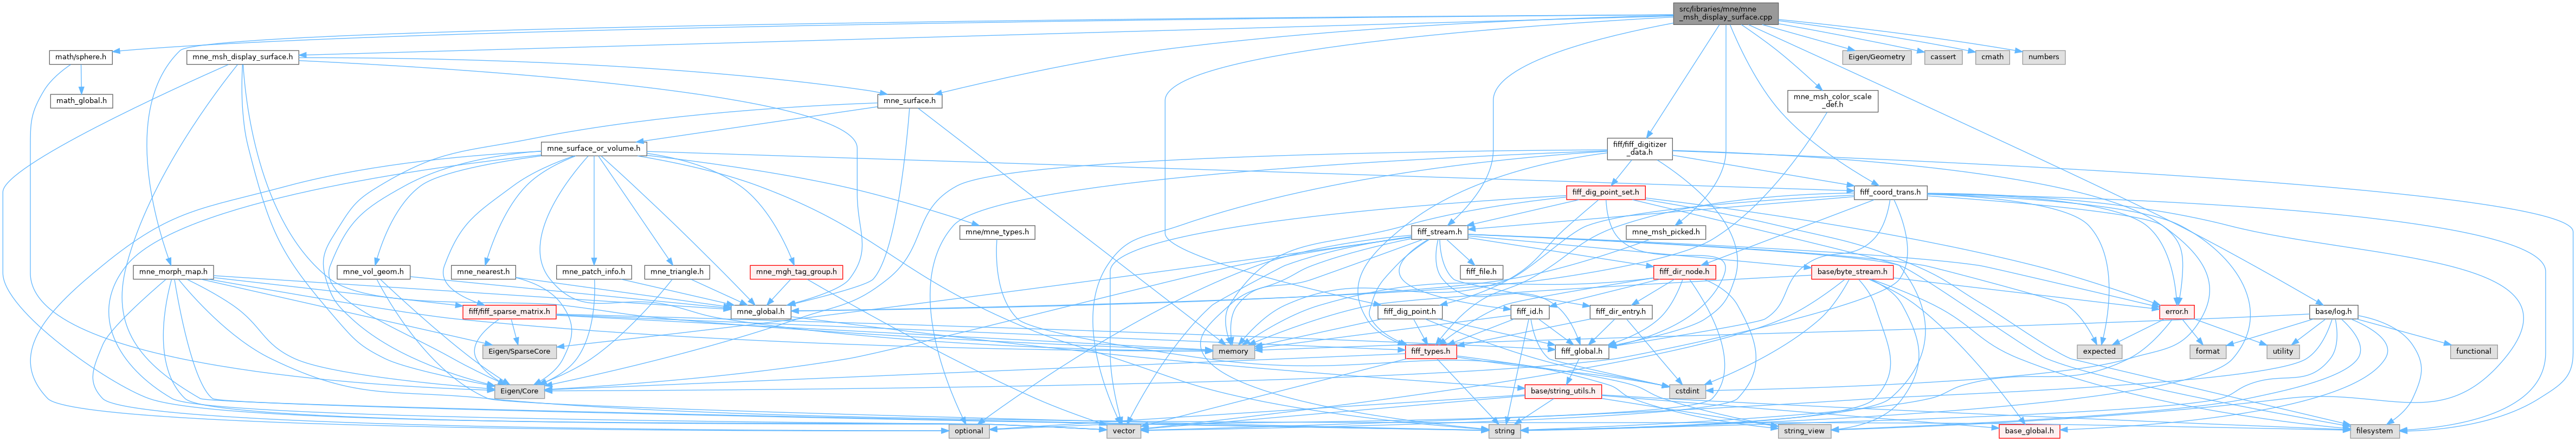 src/libraries/mne/mne
_msh_display_surface.cpp
math/sphere.h
mne_msh_display_surface.h
Eigen/Geometry
cassert
cmath
numbers
math_global.h
mne_surface.h
mne_msh_color_scale
_def.h
mne_surface_or_volume.h
fiff/fiff_digitizer
_data.h
fiff_dig_point_set.h
fiff_coord_trans.h
mne/mne_types.h
fiff_stream.h
mne_msh_picked.h
mne_morph_map.h
mne_vol_geom.h
mne_nearest.h
mne_patch_info.h
mne_triangle.h
mne_mgh_tag_group.h
fiff_file.h
fiff_dir_node.h
base/byte_stream.h
fiff/fiff_sparse_matrix.h
mne_global.h
fiff_dig_point.h
fiff_id.h
fiff_dir_entry.h
error.h
base/log.h
Eigen/SparseCore
memory
fiff_types.h
fiff_global.h
expected
format
utility
functional
Eigen/Core
base/string_utils.h
cstdint
optional
vector
string
string_view
base_global.h
filesystem